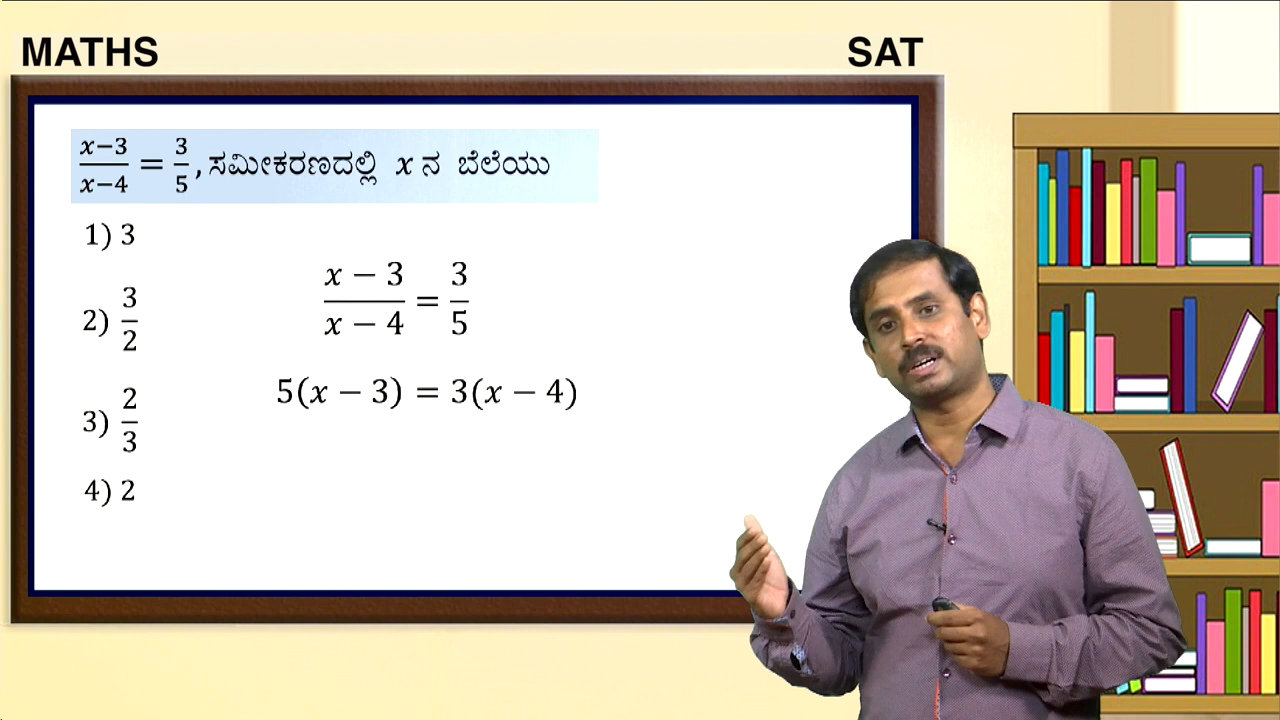 MATHS SAT
(x−3)/(x−4) = 3/5 , ಸಮೀಕರಣದಲ್ಲಿ x ನ ಬೆಲೆಯು
1) 3
(x − 3)/(x − 4) = 3/5
2) 3/2
5(x − 3) = 3(x − 4)
3) 2/3
4) 2